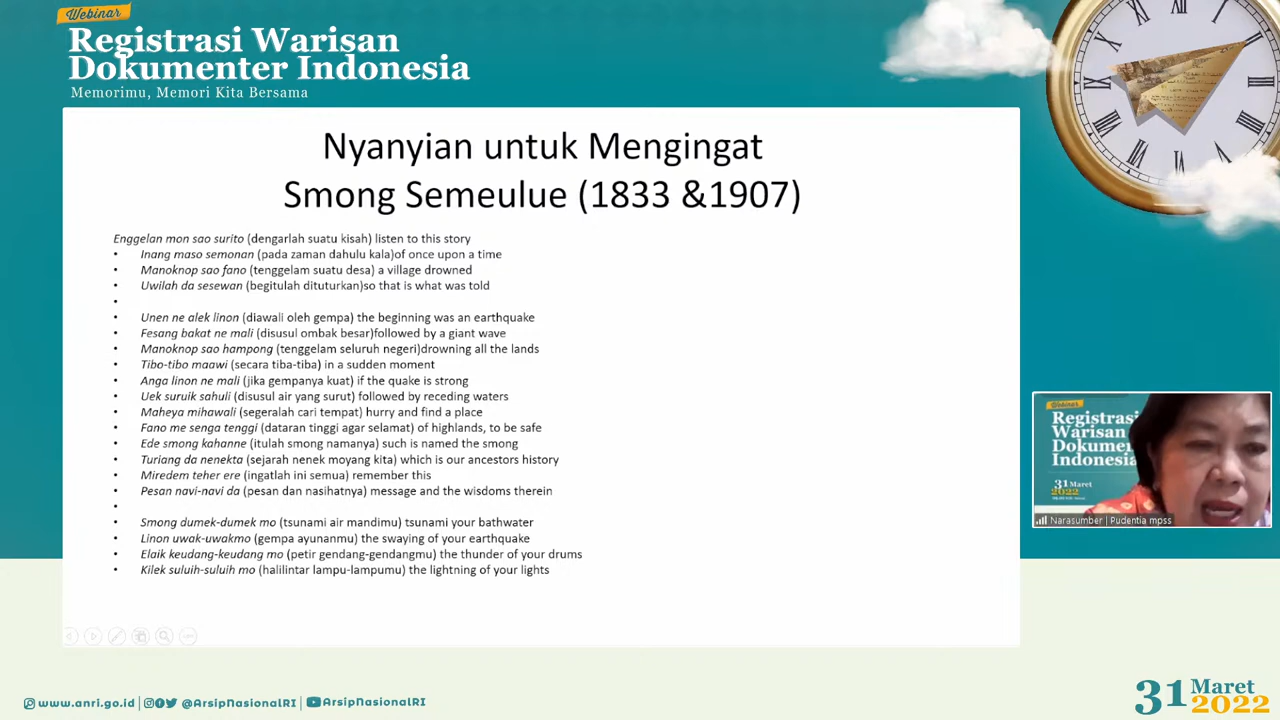 Webinar
Registrasi Warisan
Dokumenter Indonesia
Memorimu, Memori Kita Bersama
Nyanyian untuk Mengingat
Smong Semeulue (1833 &1907)
Enggelan mon sao surito (dengarlah suatu kisah) listen to this story
• Inang maso semonan (pada zaman dahulu kala)of once upon a time
• Manoknop sao fano (tenggelam suatu desa) a village drowned
• Uwilah da sesewan (begitulah dituturkan)so that is what was told
•
• Unen ne alek linon (diawali oleh gempa) the beginning was an earthquake
• Fesang bakat ne mali (disusul ombak besar)followed by a giant wave
• Manoknop sao hampong (tenggelam seluruh negeri)drowning all the lands
• Tibo-tibo maawi (secara tiba-tiba) in a sudden moment
• Anga linon ne mali (jika gempanya kuat) if the quake is strong
• Uek suruik sahuli (disusul air yang surut) followed by receding waters
• Maheya mihawali (segeralah cari tempat) hurry and find a place
• Fano me senga tenggi (dataran tinggi agar selamat) of highlands, to be safe
• Ede smong kahanne (itulah smong namanya) such is named the smong
• Turiang da nenekta (sejarah nenek moyang kita) which is our ancestors history
• Miredem teher ere (ingatlah ini semua) remember this
• Pesan navi-navi da (pesan dan nasihatnya) message and the wisdoms therein
•
• Smong dumek-dumek mo (tsunami air mandimu) tsunami your bathwater
• Linon uwak-uwakmo (gempa ayunanmu) the swaying of your earthquake
• Elaik keudang-keudang mo (petir gendang-gendangmu) the thunder of your drums
• Kilek suluih-suluih mo (halilintar lampu-lampumu) the lightning of your lights
Webinar
Registrasi
Warisan
Dokumen
Indonesia
31 Maret
2022
Narasumber | Pudentia mpss
www.anri.go.id | @ArsipNasionalRI | ArsipNasionalRI
31 Maret
2022